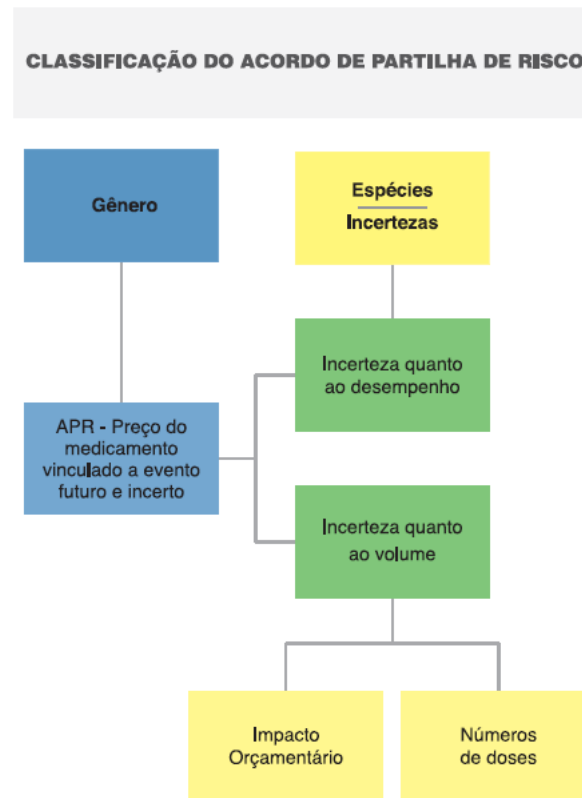 CLASSIFICAÇÃO DO ACORDO DE PARTILHA DE RISCO
Gênero
Espécies
Incertezas
Incerteza quanto
ao desempenho
APR - Preço do
medicamento
vinculado a evento
futuro e incerto
Incerteza quanto
ao volume
Impacto
Orçamentário
Números
de doses